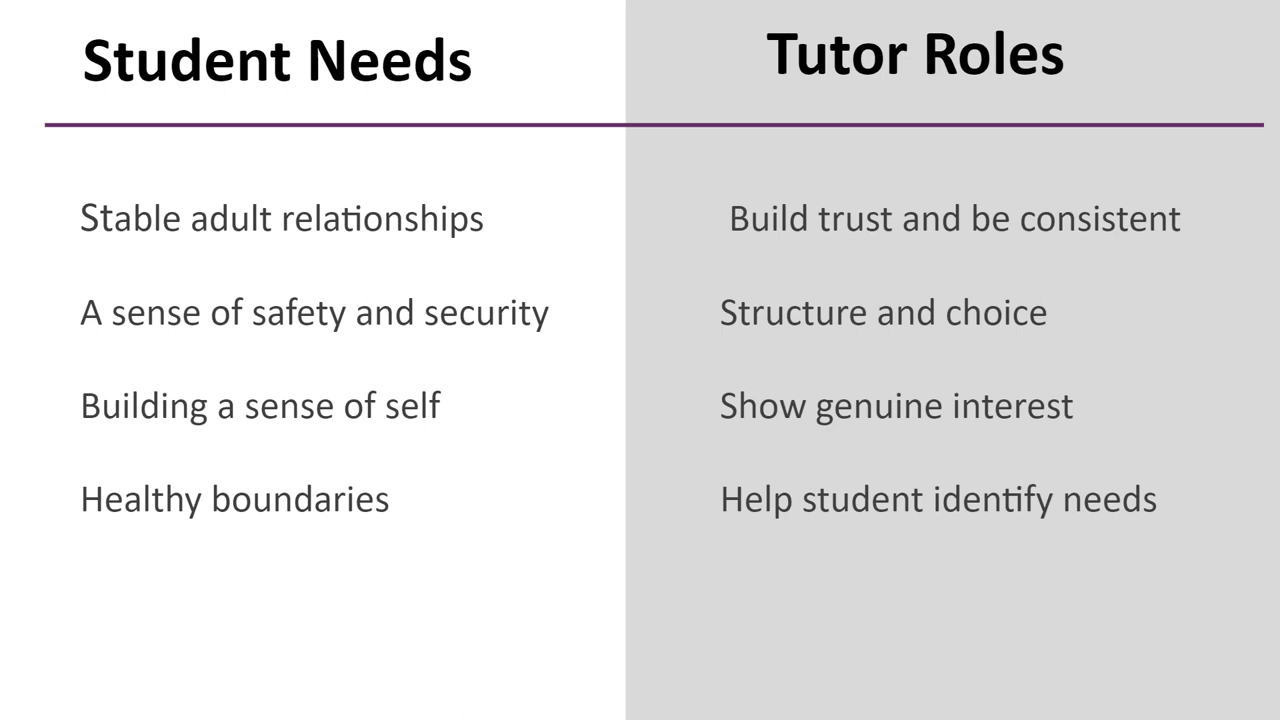 Student Needs
Tutor Roles
Stable adult relationships
Build trust and be consistent
A sense of safety and security
Structure and choice
Building a sense of self
Show genuine interest
Healthy boundaries
Help student identify needs